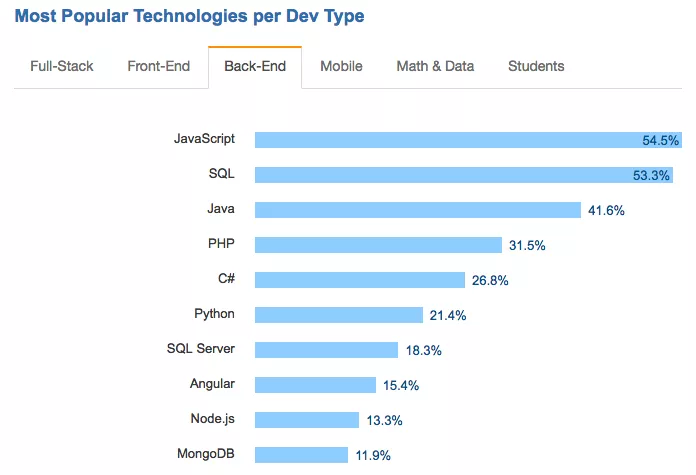 Most Popular Technologies per Dev Type
Full-Stack Front-End Back-End Mobile Math & Data Students
JavaScript 54.5%
SQL 53.3%
Java 41.6%
PHP 31.5%
C# 26.8%
Python 21.4%
SQL Server 18.3%
Angular 15.4%
Node.js 13.3%
MongoDB 11.9%